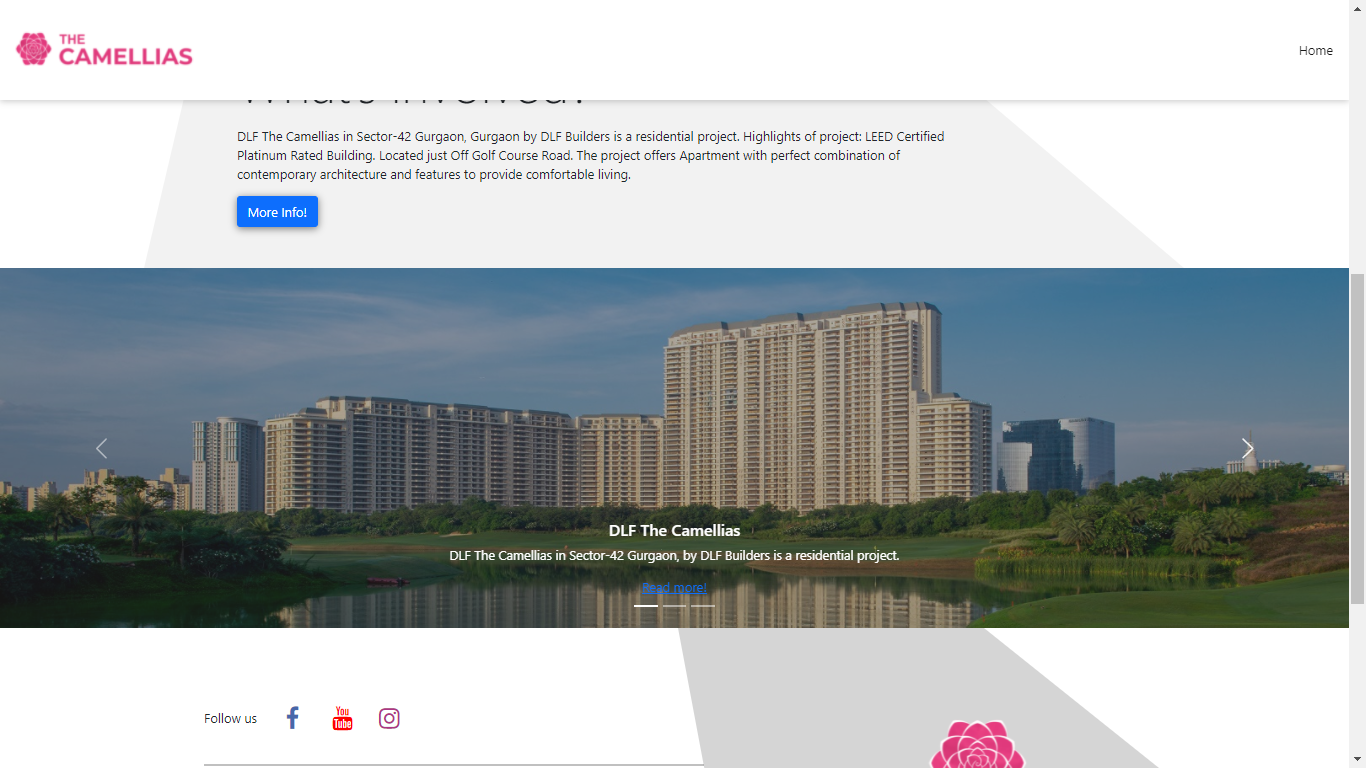 THE
CAMELLIAS
Home
What's Involved?
DLF The Camellias in Sector-42 Gurgaon, Gurgaon by DLF Builders is a residential project. Highlights of project: LEED Certified
Platinum Rated Building. Located just Off Golf Course Road. The project offers Apartment with perfect combination of
contemporary architecture and features to provide comfortable living.
More Info!
DLF The Camellias
DLF The Camellias in Sector-42 Gurgaon, by DLF Builders is a residential project.
Read more!
Follow us
You
Tube